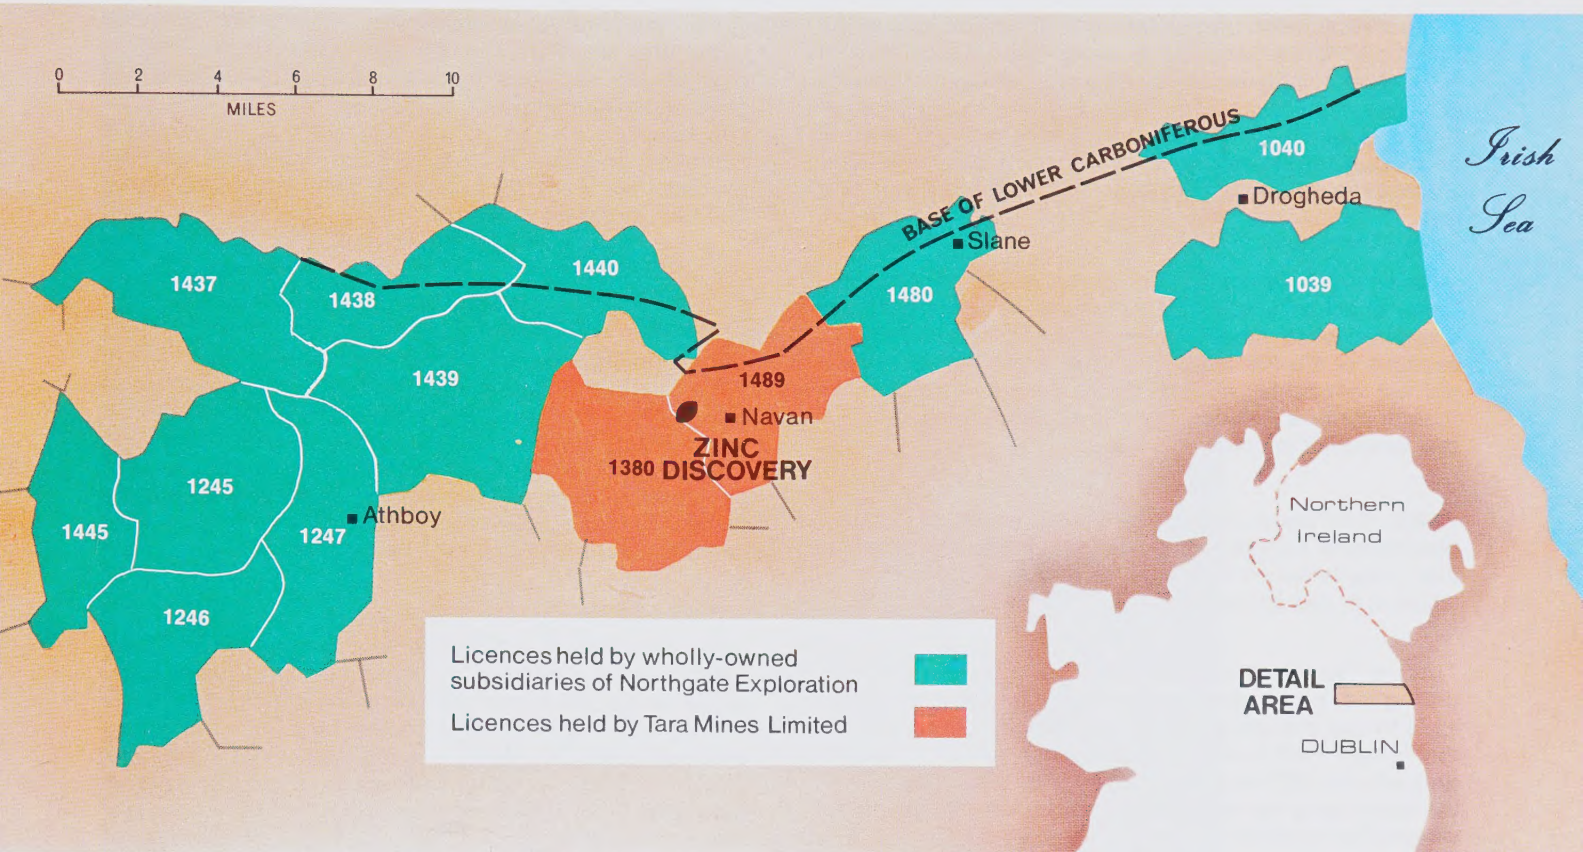 0 2 4 6 8 10
MILES
Irish
Sea
BASE OF LOWER CARBONIFEROUS
1040
Drogheda
Slane
1437
1438
1440
1480
1039
1439
1489
Navan
ZINC
DISCOVERY
1380
1245
1445
1247
Athboy
1246
Northern
Ireland
Licences held by wholly-owned
subsidiaries of Northgate Exploration
Licences held by Tara Mines Limited
DETAIL
AREA
DUBLIN